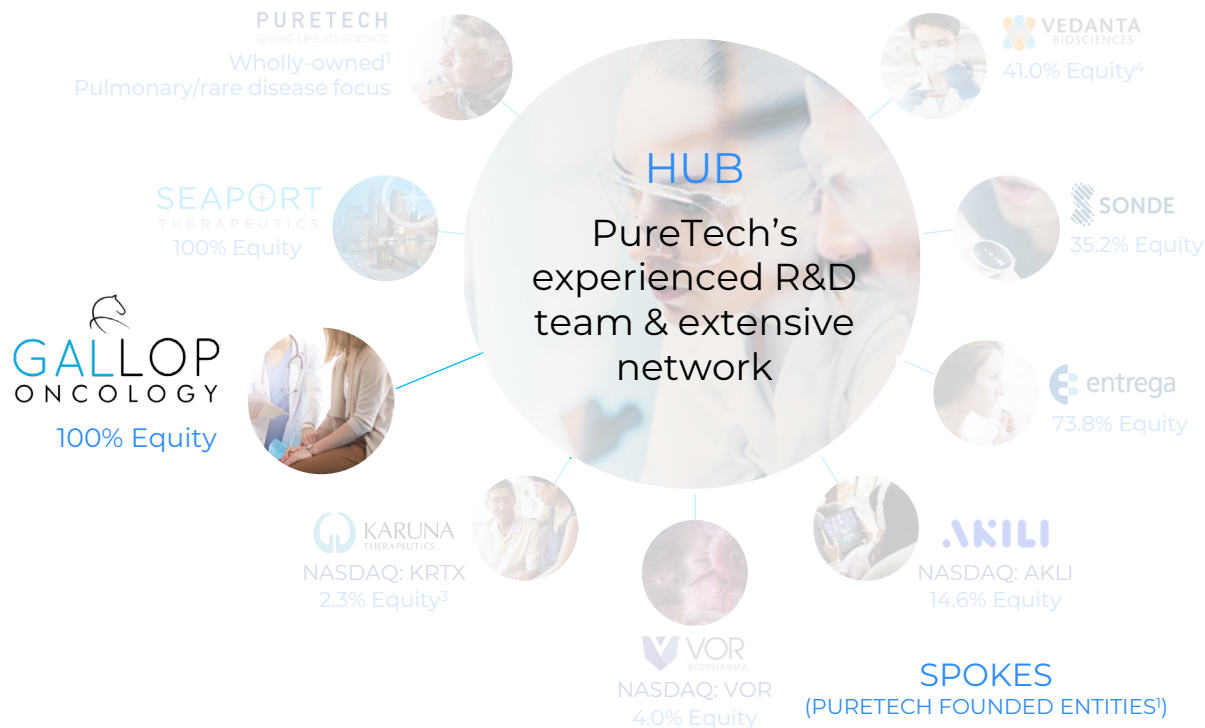 PURETECH
GIVING LIFE TO SCIENCE®
Wholly-owned¹
Pulmonary/rare disease focus
VEDANTA
BIOSCIENCES
41.0% Equity⁴
HUB
PureTech’s
experienced R&D
team & extensive
network
SEAPORT
THERAPEUTICS
100% Equity
SONDE
35.2% Equity
GALLOP
ONCOLOGY
100% Equity
entrega
73.8% Equity
KARUNA
THERAPEUTICS
NASDAQ: KRTX
2.3% Equity³
AKILI
NASDAQ: AKLI
14.6% Equity
VOR
BIOPHARMA
NASDAQ: VOR
4.0% Equity
SPOKES
(PURETECH FOUNDED ENTITIES¹)